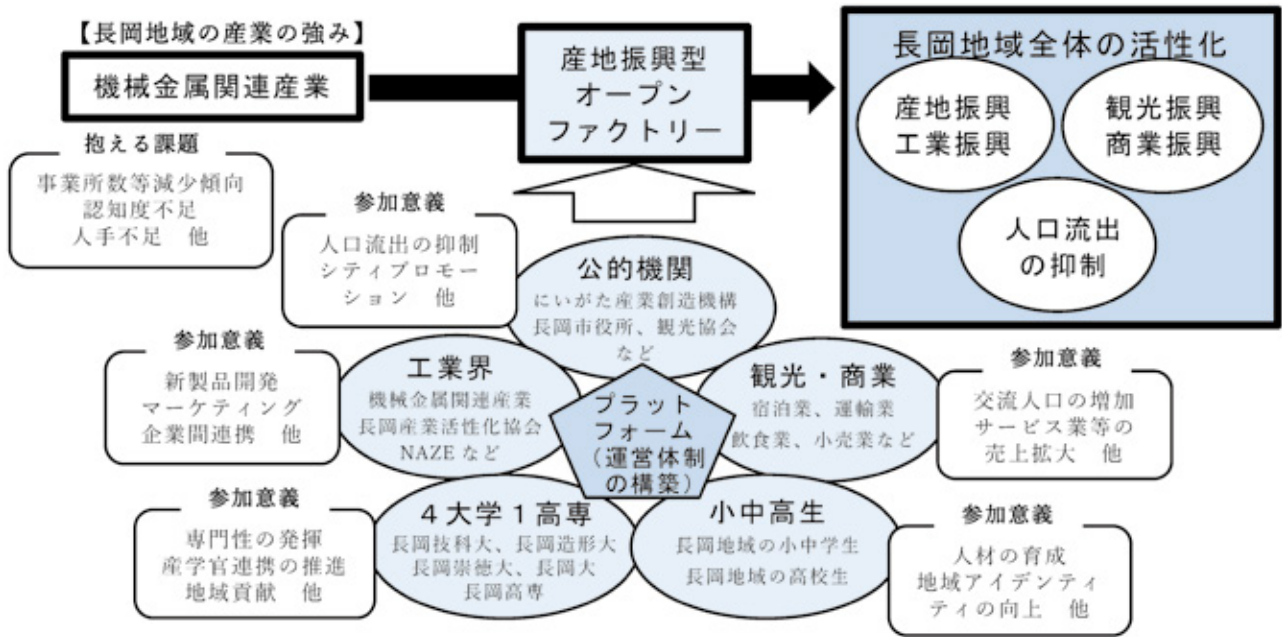 【長岡地域の産業の強み】
機械金属関連産業
抱える課題
事業所数等減少傾向
認知度不足
人手不足　他
産地振興型
オープン
ファクトリー
長岡地域全体の活性化
産地振興
工業振興
観光振興
商業振興
人口流出
の抑制
参加意義
人口流出の抑制
シティプロモー
ション　他
公的機関
にいがた産業創造機構
長岡市役所、観光協会
など
参加意義
新製品開発
マーケティング
企業間連携　他
工業界
機械金属関連産業
長岡産業活性化協会
NAZE など
プラット
フォーム
（運営体制
の構築）
観光・商業
宿泊業、運輸業
飲食業、小売業など
参加意義
交流人口の増加
サービス業等の
売上拡大　他
参加意義
専門性の発揮
産学官連携の推進
地域貢献　他
４大学１高専
長岡技科大、長岡造形大
長岡崇徳大、長岡大
長岡高専
小中高生
長岡地域の小中学生
長岡地域の高校生
参加意義
人材の育成
地域アイデンティ
ティの向上　他